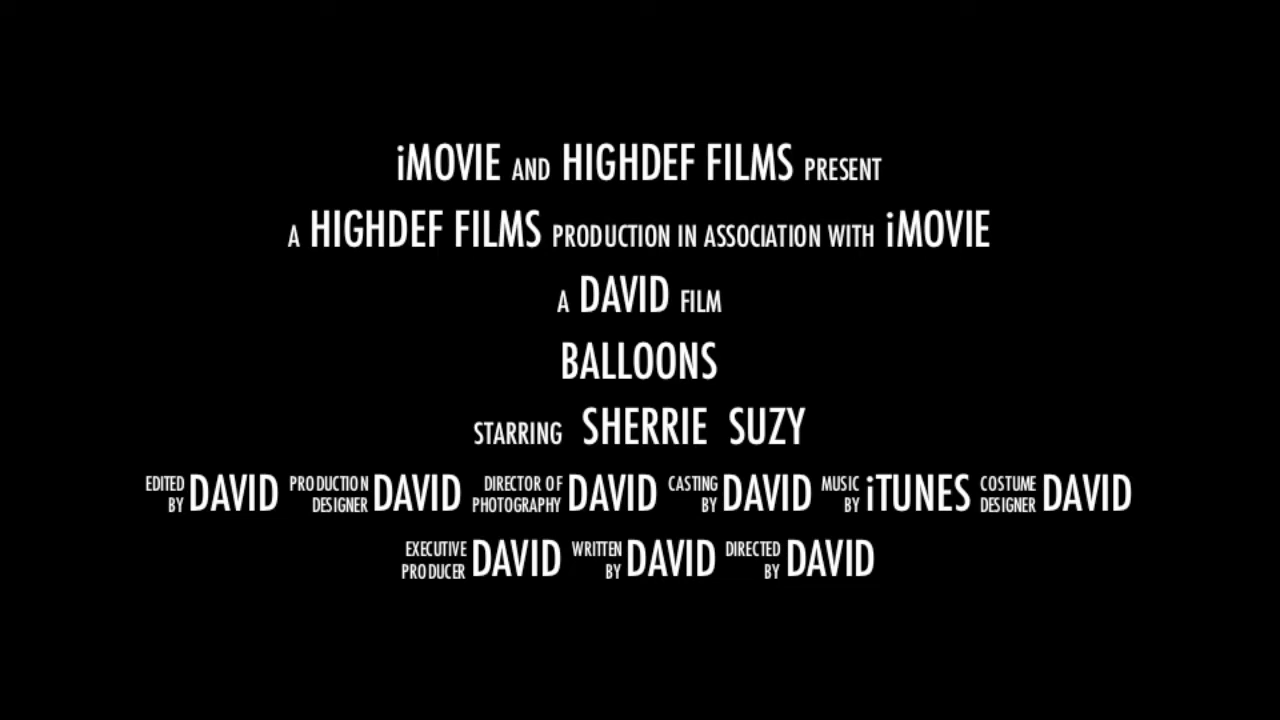 iMOVIE AND HIGHDEF FILMS PRESENT
A HIGHDEF FILMS PRODUCTION IN ASSOCIATION WITH iMOVIE
A DAVID FILM
BALLOONS
STARRING SHERRIE SUZY
EDITED BY DAVID PRODUCTION DESIGNER DAVID DIRECTOR OF PHOTOGRAPHY DAVID CASTING BY DAVID MUSIC BY iTUNES COSTUME DESIGNER DAVID
EXECUTIVE PRODUCER DAVID WRITTEN BY DAVID DIRECTED BY DAVID